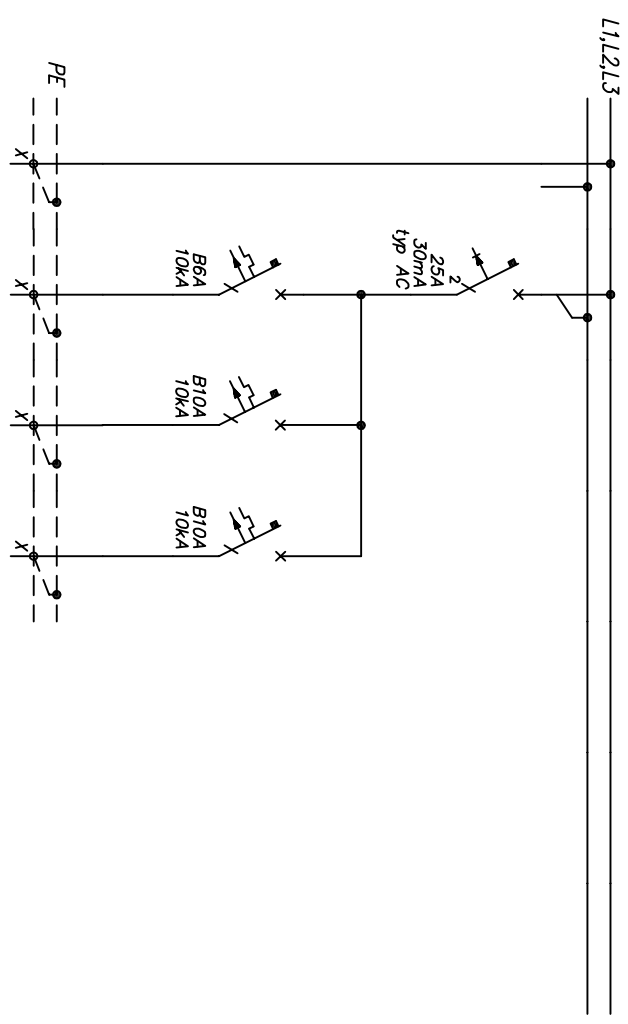 L1,L2,L3
2
25A
30mA
typ AC
B6A
10kA
B10A
10kA
B10A
10kA
PE
X
X
X
X